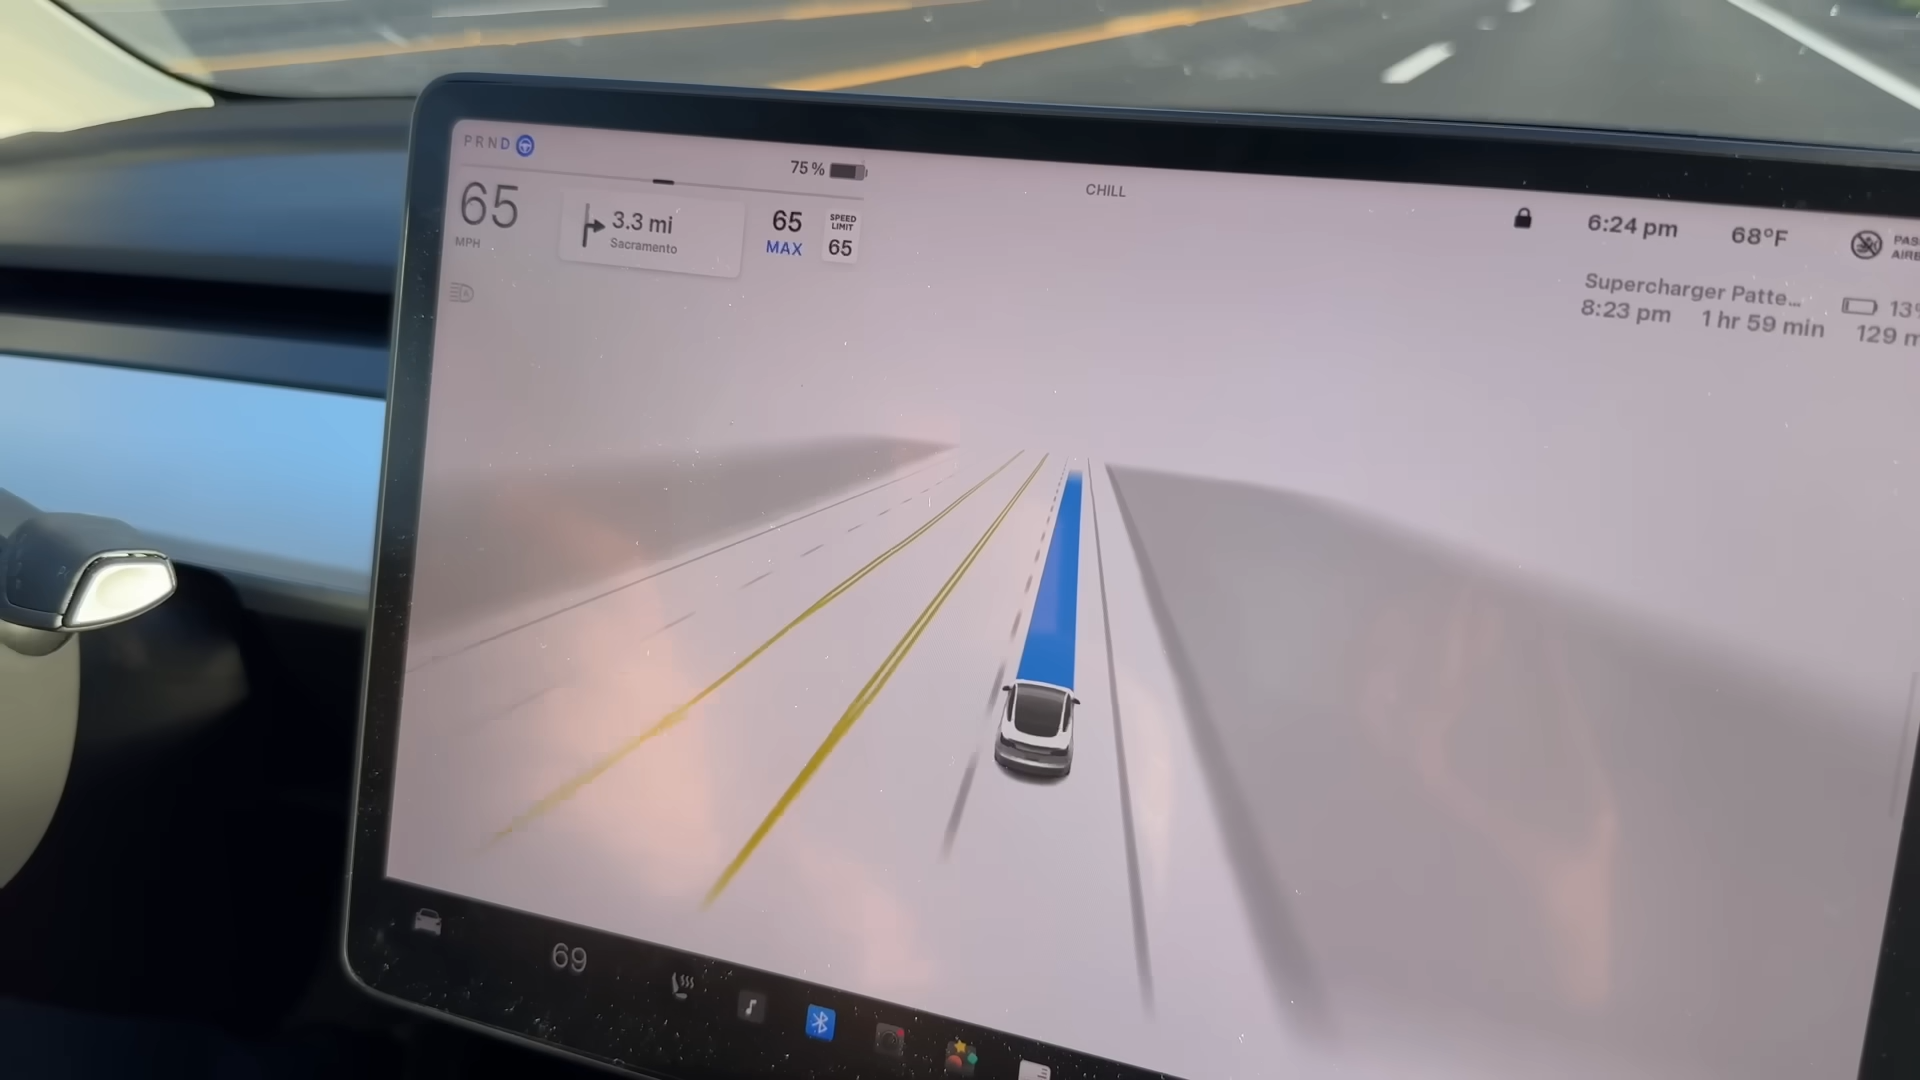 PRND
75 %
CHILL
65
MPH
3.3 mi
Sacramento
65
MAX
SPEED
LIMIT
65
6:24 pm
68°F
Supercharger Patte...
8:23 pm 1 hr 59 min
69